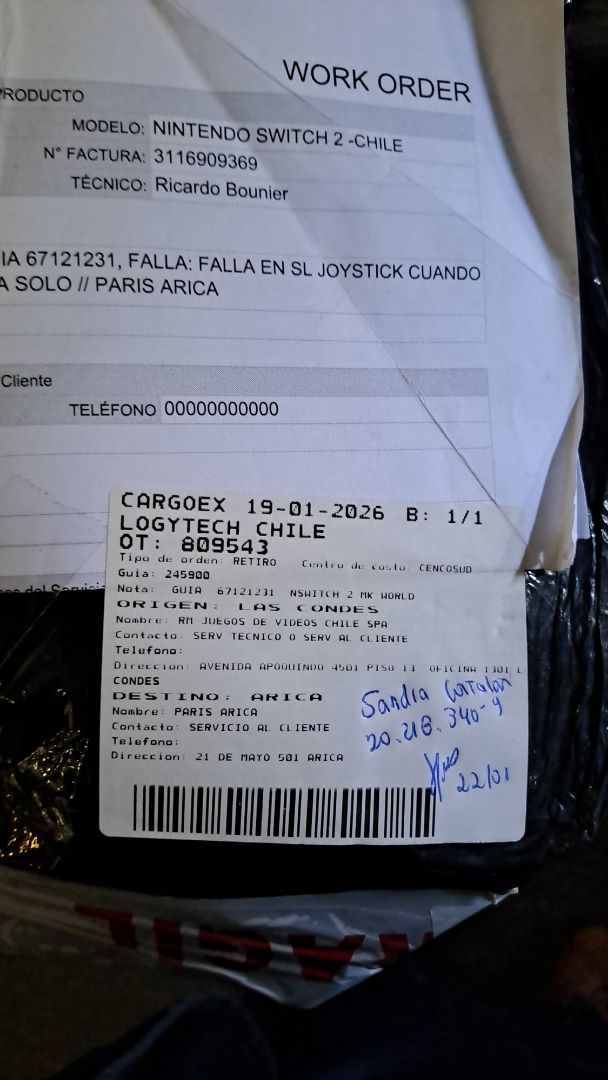 WORK ORDER
PRODUCTO
MODELO: NINTENDO SWITCH 2 -CHILE
N° FACTURA: 3116909369
TÉCNICO: Ricardo Bounier
IA 67121231, FALLA: FALLA EN SL JOYSTICK CUANDO
A SOLO // PARIS ARICA
Cliente
TELÉFONO 00000000000
CARGOEX 19-01-2026 B: 1/1
LOGYTECH CHILE
OT: 809543
Tipo de orden: RETIRO Centro de costo: CENCOSUD
Guia: 245900
Nota: GUIA 67121231 NSWITCH 2 MK WORLD
ORIGEN: LAS CONDES
Nombre: RM JUEGOS DE VIDEOS CHILE SPA
Contacto: SERV TECNICO O SERV AL CLIENTE
Telefono:
Direccion: AVENIDA APOQUINDO 4501 PISO 13 OFICINA 1301, L
CONDES
DESTINO: ARICA
Nombre: PARIS ARICA
Contacto: SERVICIO AL CLIENTE
Telefono:
Direccion: 21 DE MAYO 501 ARICA
Sandra
340-9
22/01